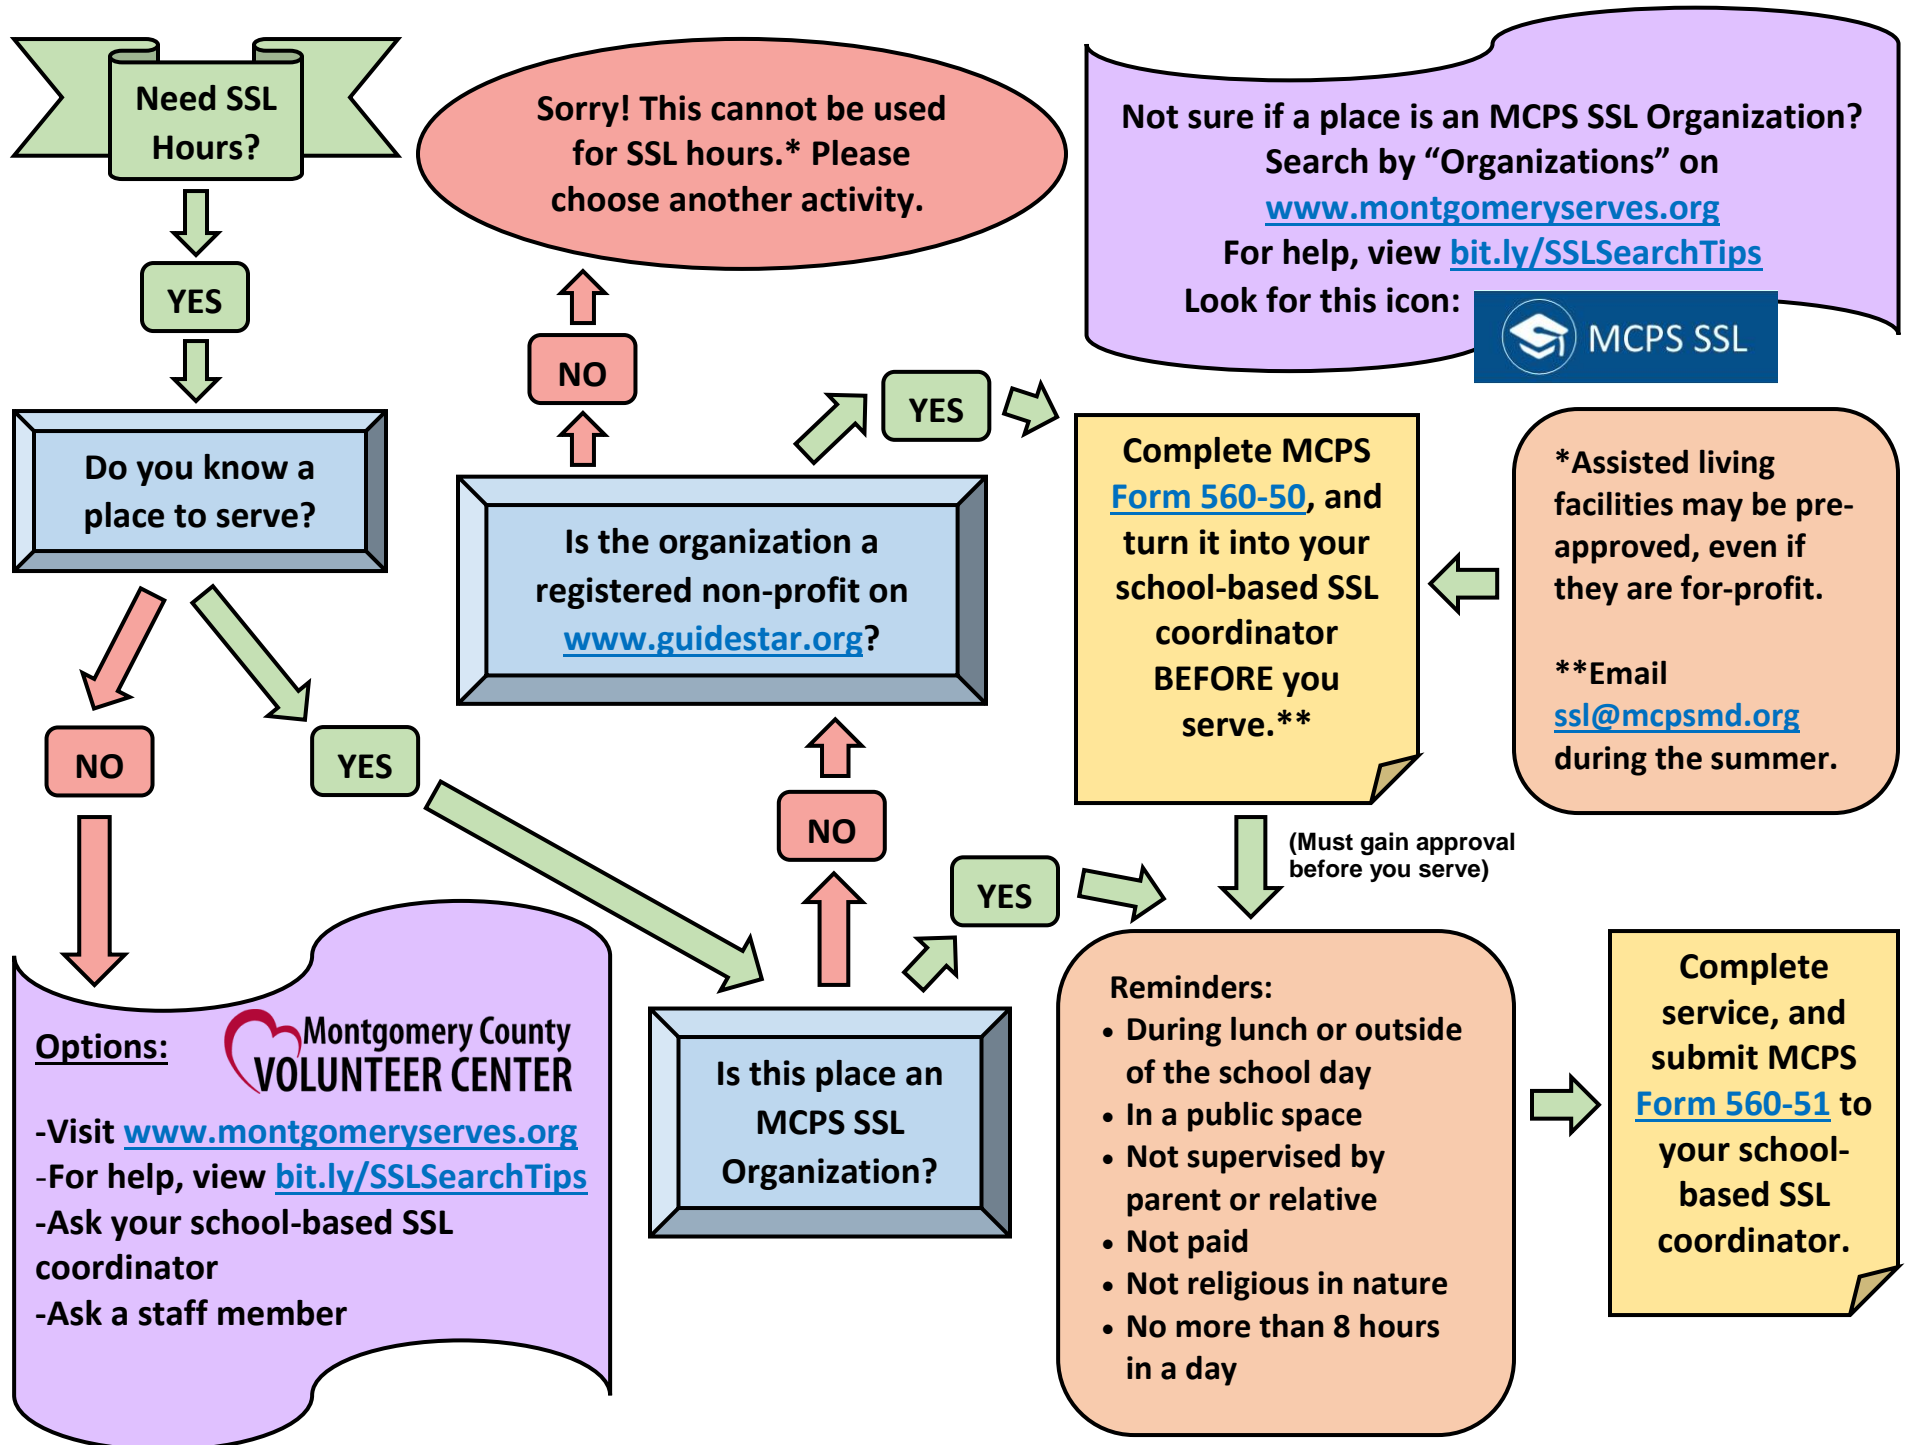 Need SSL
Hours?
YES
Do you know a
place to serve?
NO
YES
Options:
Montgomery County
VOLUNTEER CENTER
-Visit www.montgomeryserves.org
-For help, view bit.ly/SSLSearchTips
-Ask your school-based SSL
coordinator
-Ask a staff member
Is this place an
MCPS SSL
Organization?
NO
YES
Is the organization a
registered non-profit on
www.guidestar.org?
NO
YES
Sorry! This cannot be used
for SSL hours.* Please
choose another activity.
Not sure if a place is an MCPS SSL Organization?
Search by “Organizations” on
www.montgomeryserves.org
For help, view bit.ly/SSLSearchTips
Look for this icon:
MCPS SSL
Complete MCPS
Form 560-50, and
turn it into your
school-based SSL
coordinator
BEFORE you
serve.**
*Assisted living
facilities may be pre-
approved, even if
they are for-profit.
**Email
ssl@mcpsmd.org
during the summer.
(Must gain approval
before you serve)
Reminders:
• During lunch or outside
of the school day
• In a public space
• Not supervised by
parent or relative
• Not paid
• Not religious in nature
• No more than 8 hours
in a day
Complete
service, and
submit MCPS
Form 560-51 to
your school-
based SSL
coordinator.